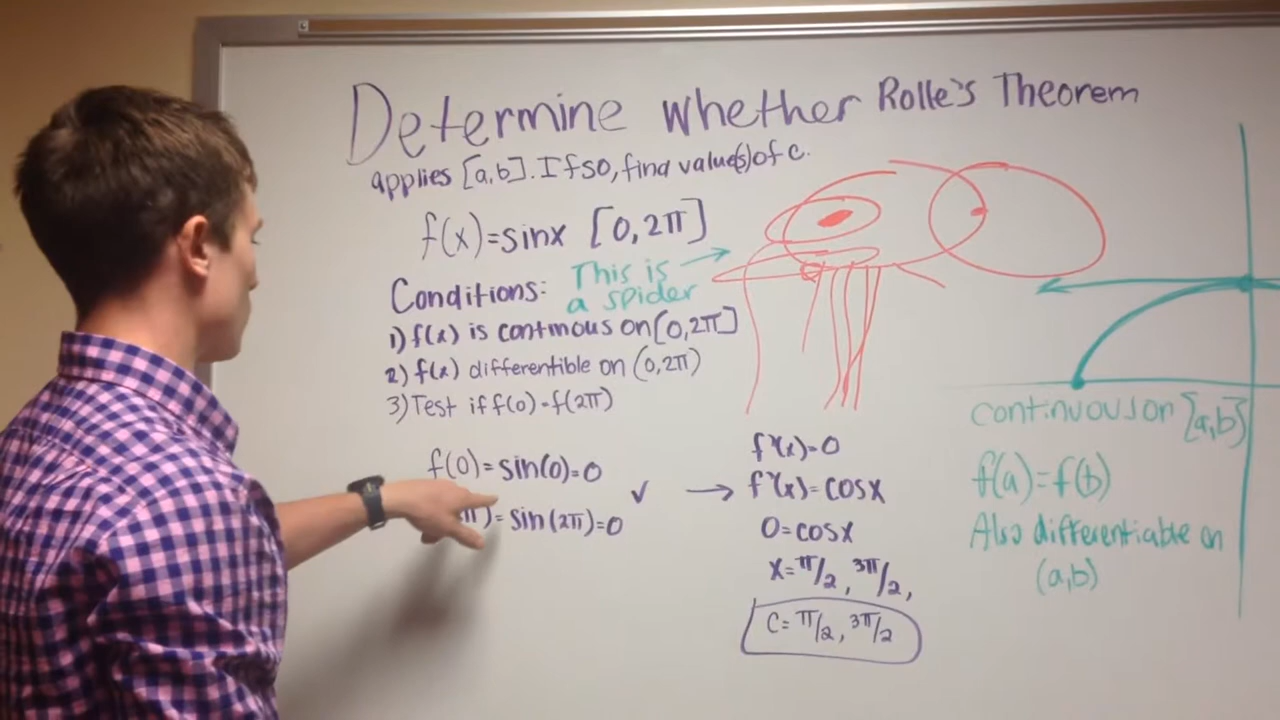 Determine whether Rolle's Theorem
applies [a,b]. If so, find value(s) of c.
f(x)=sinx [0,2π]
Conditions:
This is
a spider
1) f(x) is continous on [0,2π]
2) f(x) differentible on (0,2π)
3) Test if f(0)=f(2π)
f(0)=sin(0)=0
π)=sin(2π)=0
✓ →
f'(x)=0
f'(x)=cosx
0=cosx
x=π/2, 3π/2,
c=π/2, 3π/2
continuous on [a,b]
f(a)=f(b)
Also differentiable on
(a,b)